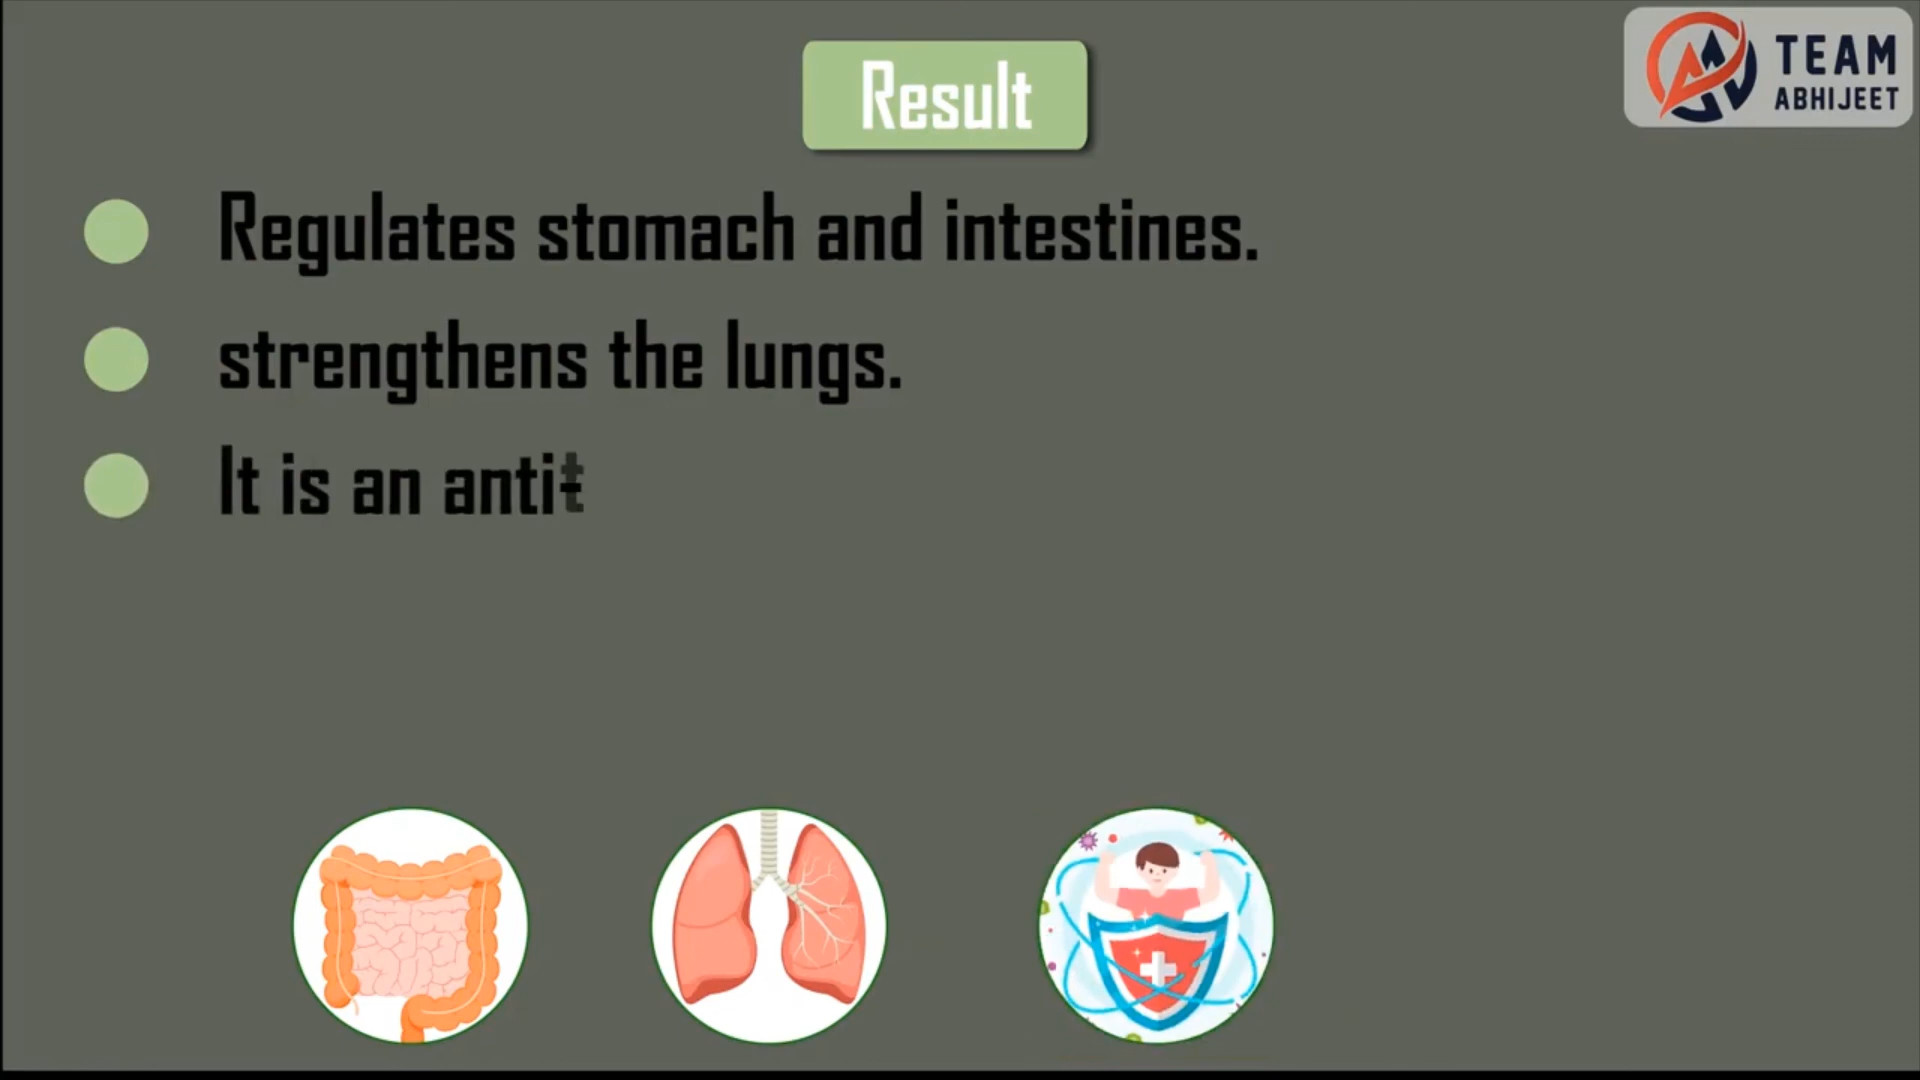 Result
TEAM
ABHIJEET
Regulates stomach and intestines.
strengthens the lungs.
It is an anti